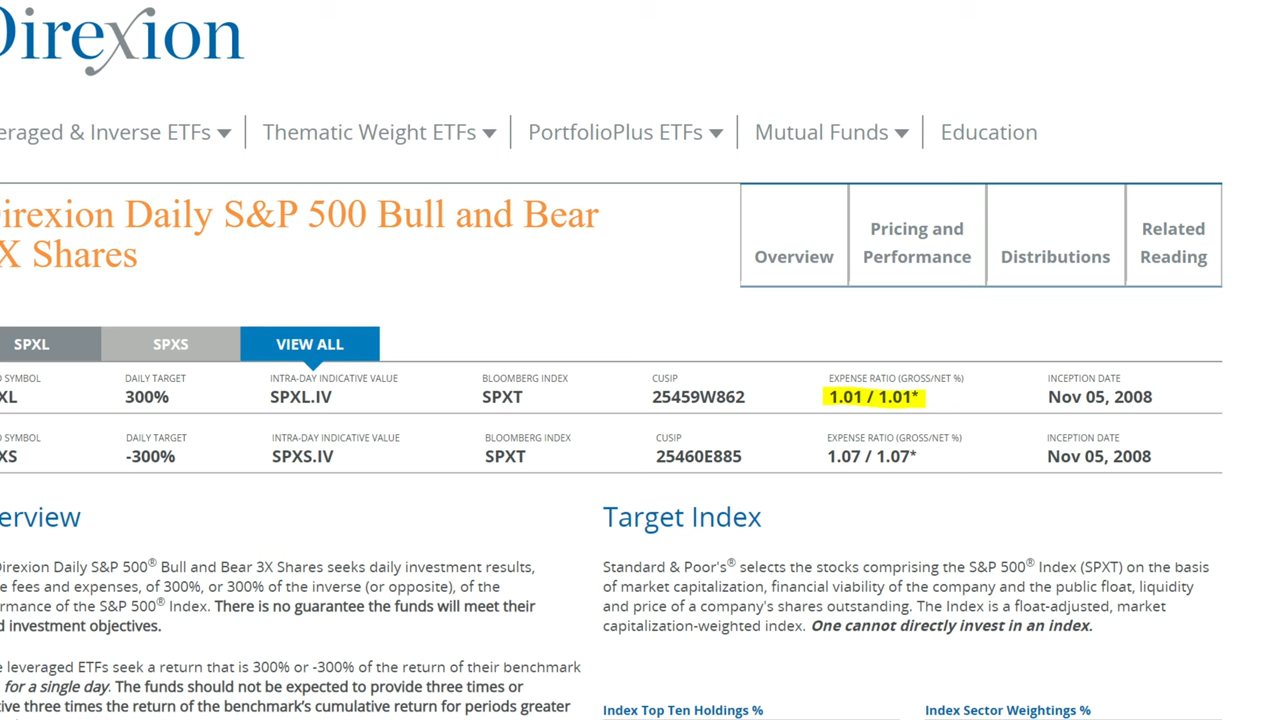 Direxion
eraged & Inverse ETFs
Thematic Weight ETFs
PortfolioPlus ETFs
Mutual Funds
Education
irexion Daily S&P 500 Bull and Bear
X Shares
Overview
Pricing and
Performance
Distributions
Related
Reading
SPXL
SPXS
VIEW ALL
D SYMBOL DAILY TARGET INTRA-DAY INDICATIVE VALUE BLOOMBERG INDEX CUSIP EXPENSE RATIO (GROSS/NET %) INCEPTION DATE
XL 300% SPXL.IV SPXT 25459W862 1.01 / 1.01* Nov 05, 2008
D SYMBOL DAILY TARGET INTRA-DAY INDICATIVE VALUE BLOOMBERG INDEX CUSIP EXPENSE RATIO (GROSS/NET %) INCEPTION DATE
XS -300% SPXS.IV SPXT 25460E885 1.07 / 1.07* Nov 05, 2008
erview
Direxion Daily S&P 500® Bull and Bear 3X Shares seeks daily investment results,
e fees and expenses, of 300%, or 300% of the inverse (or opposite), of the
rmance of the S&P 500® Index. There is no guarantee the funds will meet their
d investment objectives.
e leveraged ETFs seek a return that is 300% or -300% of the return of their benchmark
for a single day. The funds should not be expected to provide three times or
tive three times the return of the benchmark's cumulative return for periods greater
Target Index
Standard & Poor's® selects the stocks comprising the S&P 500® Index (SPXT) on the basis
of market capitalization, financial viability of the company and the public float, liquidity
and price of a company's shares outstanding. The Index is a float-adjusted, market
capitalization-weighted index. One cannot directly invest in an index.
Index Top Ten Holdings %
Index Sector Weightings %